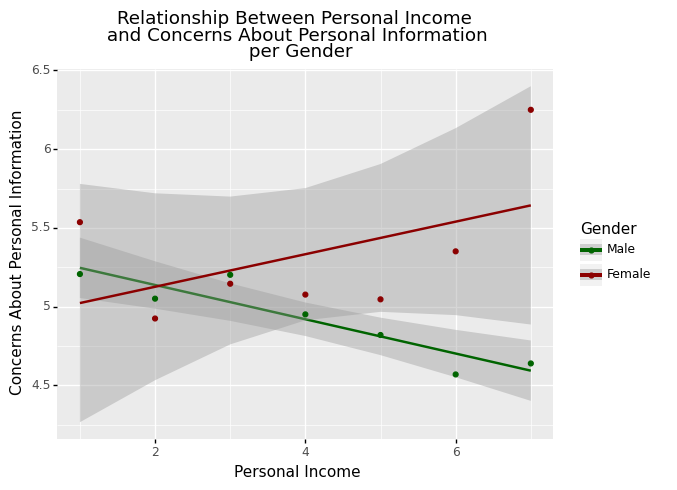 Relationship Between Personal Income
and Concerns About Personal Information
per Gender
6.5
6
5.5
5
4.5
Concerns About Personal Information
2
4
6
Personal Income
Gender
Male
Female